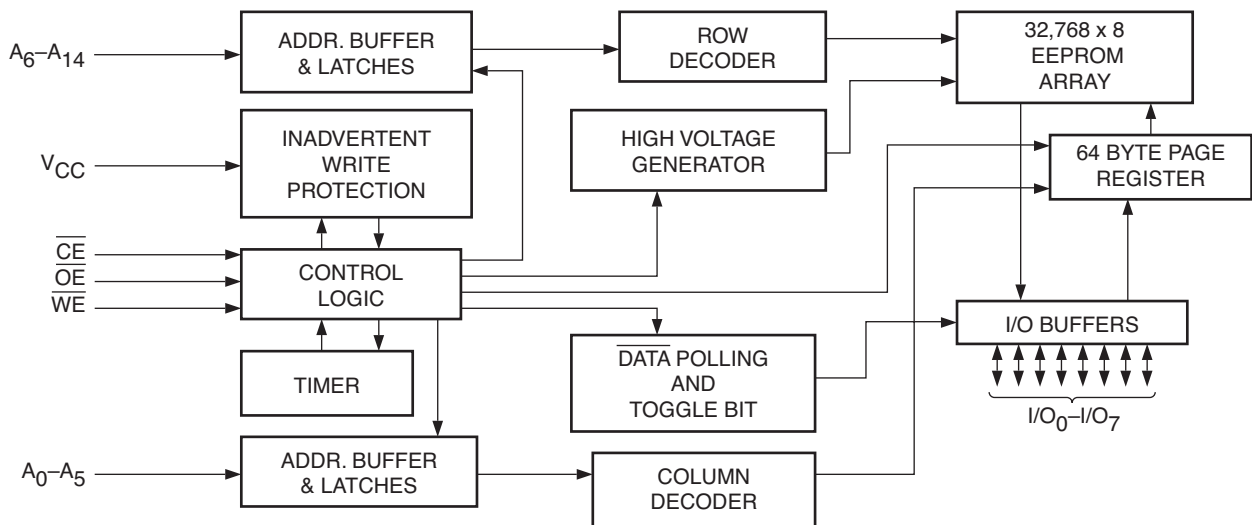 A6–A14
ADDR. BUFFER
& LATCHES
ROW
DECODER
32,768 x 8
EEPROM
ARRAY
VCC
INADVERTENT
WRITE
PROTECTION
HIGH VOLTAGE
GENERATOR
64 BYTE PAGE
REGISTER
CE
OE
WE
CONTROL
LOGIC
I/O BUFFERS
TIMER
DATA POLLING
AND
TOGGLE BIT
I/O0–I/O7
A0–A5
ADDR. BUFFER
& LATCHES
COLUMN
DECODER